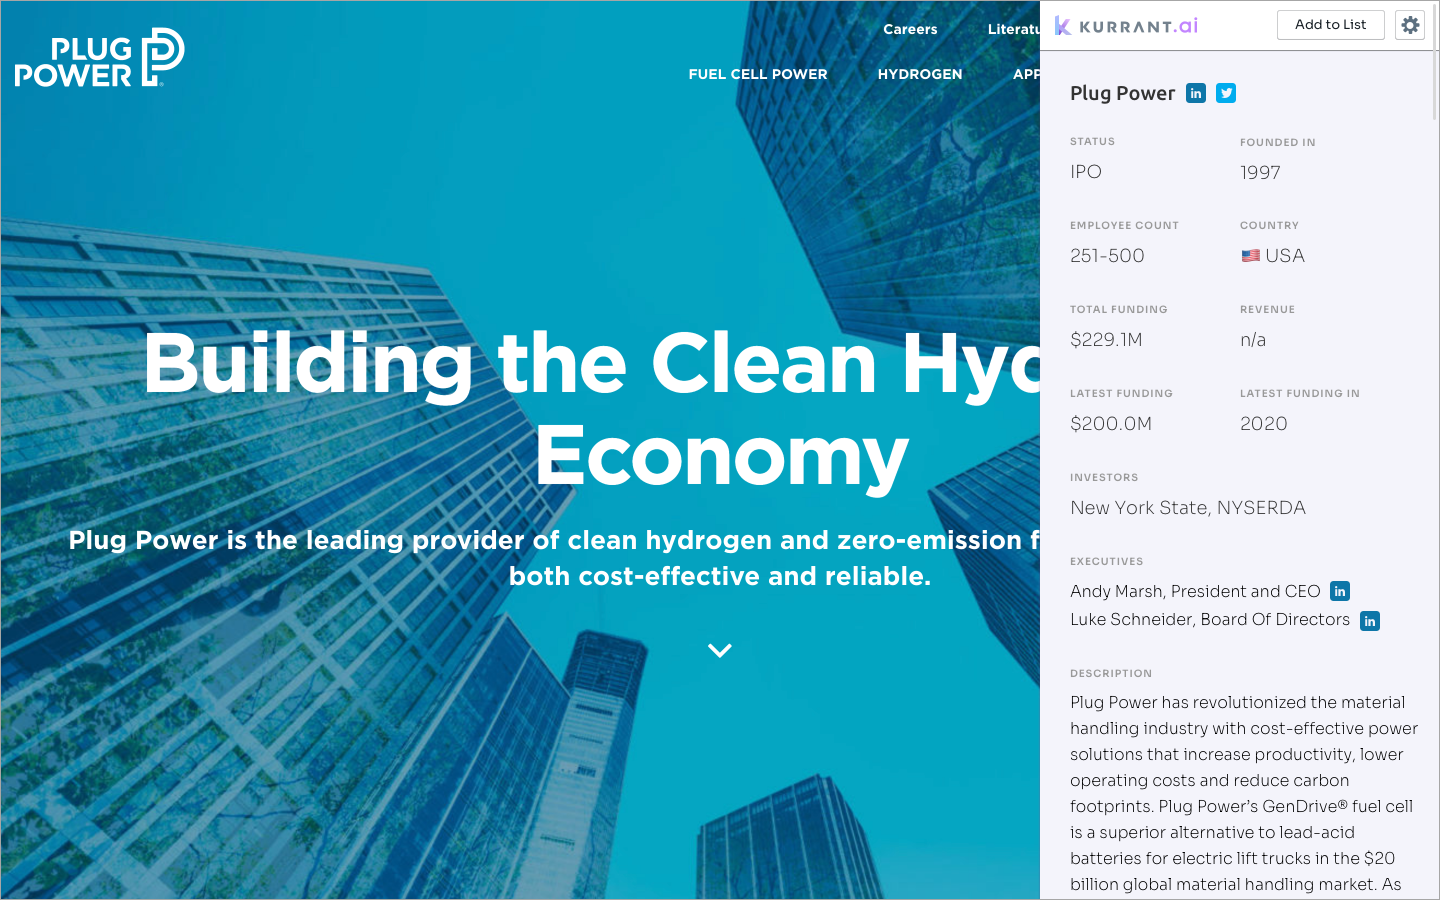 PLUG
POWER
Careers
Literatu
FUEL CELL POWER
HYDROGEN
APP
Building the Clean Hyd
Economy
Plug Power is the leading provider of clean hydrogen and zero-emission f
both cost-effective and reliable.
KURRANT.ai
Add to List
Plug Power
STATUS
FOUNDED IN
IPO
1997
EMPLOYEE COUNT
COUNTRY
251-500
USA
TOTAL FUNDING
REVENUE
$229.1M
n/a
LATEST FUNDING
LATEST FUNDING IN
$200.0M
2020
INVESTORS
New York State, NYSERDA
EXECUTIVES
Andy Marsh, President and CEO in
Luke Schneider, Board Of Directors in
DESCRIPTION
Plug Power has revolutionized the material
handling industry with cost-effective power
solutions that increase productivity, lower
operating costs and reduce carbon
footprints. Plug Power's GenDrive® fuel cell
is a superior alternative to lead-acid
batteries for electric lift trucks in the $20
billion global material handling market. As